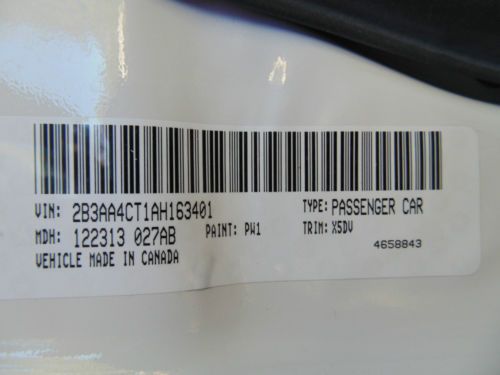 VIN: 2B3AA4CT1AH163401 TYPE: PASSENGER CAR
MDH: 122313 027AB PAINT: PW1 TRIM: X5DV
VEHICLE MADE IN CANADA 4658843